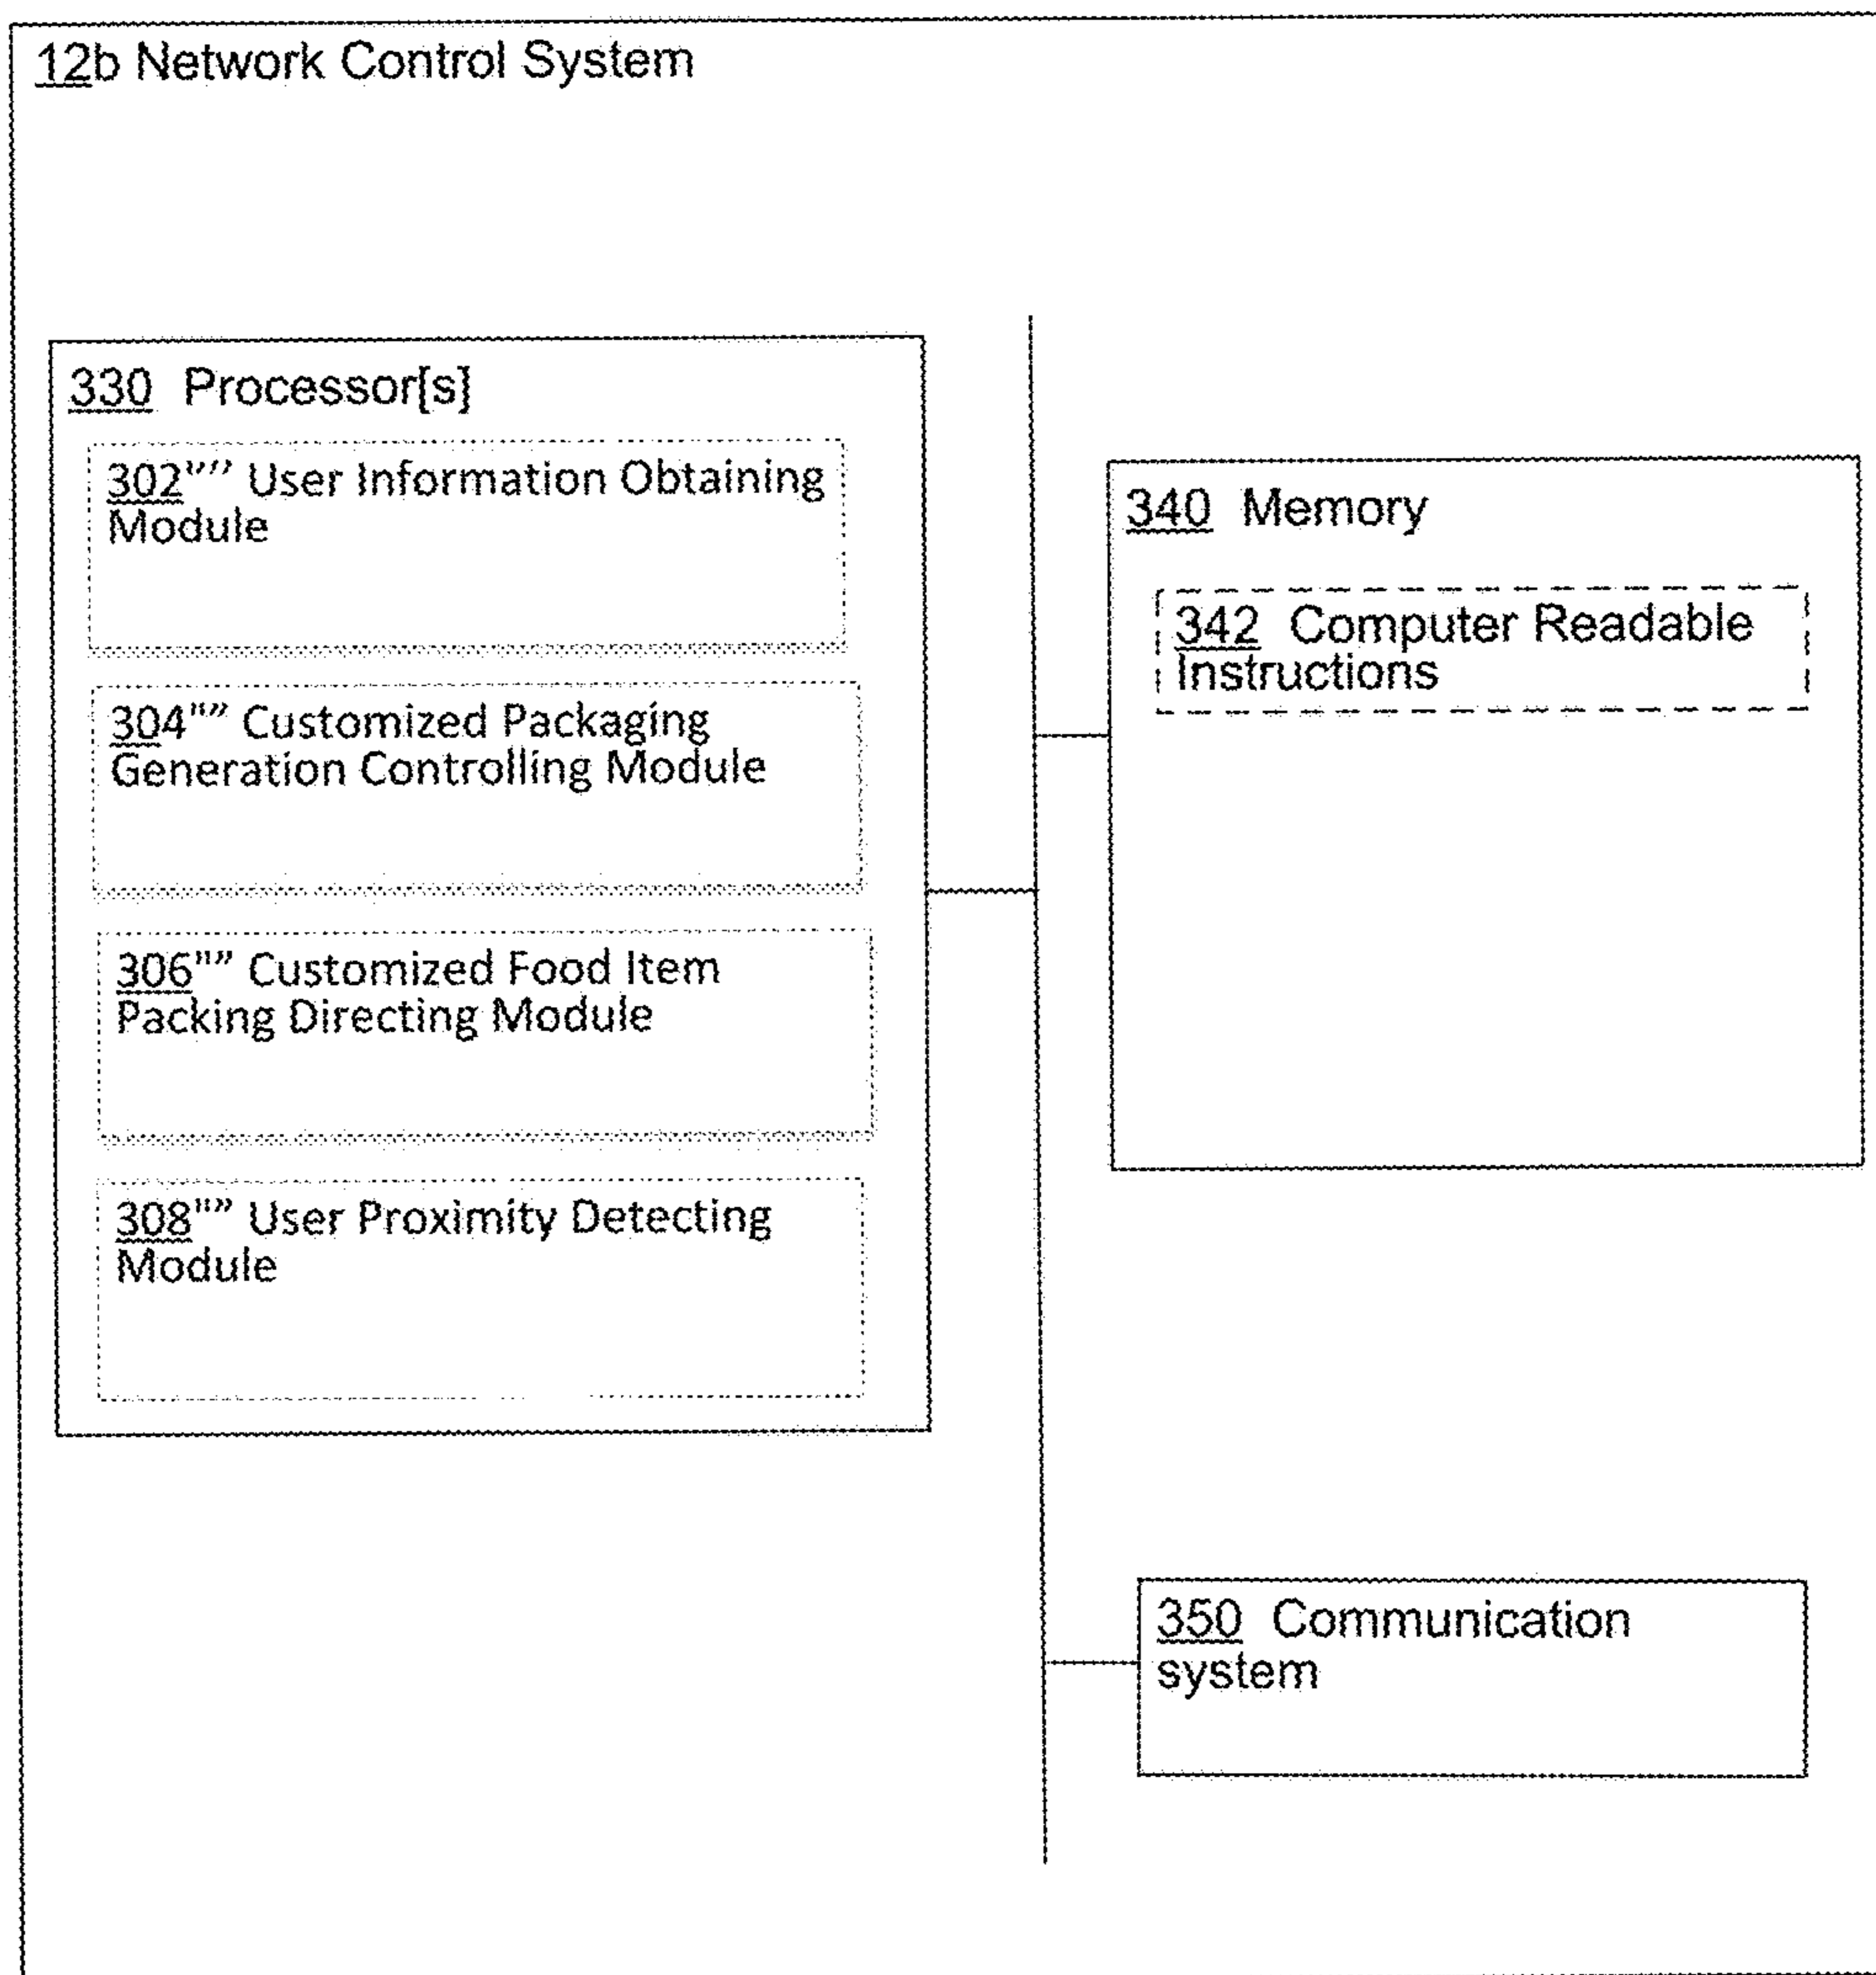 12b Network Control System
330 Processor[s]
302"" User Information Obtaining
Module
304"" Customized Packaging
Generation Controlling Module
306"" Customized Food Item
Packing Directing Module
308"" User Proximity Detecting
Module
340 Memory
342 Computer Readable
Instructions
350 Communication
system